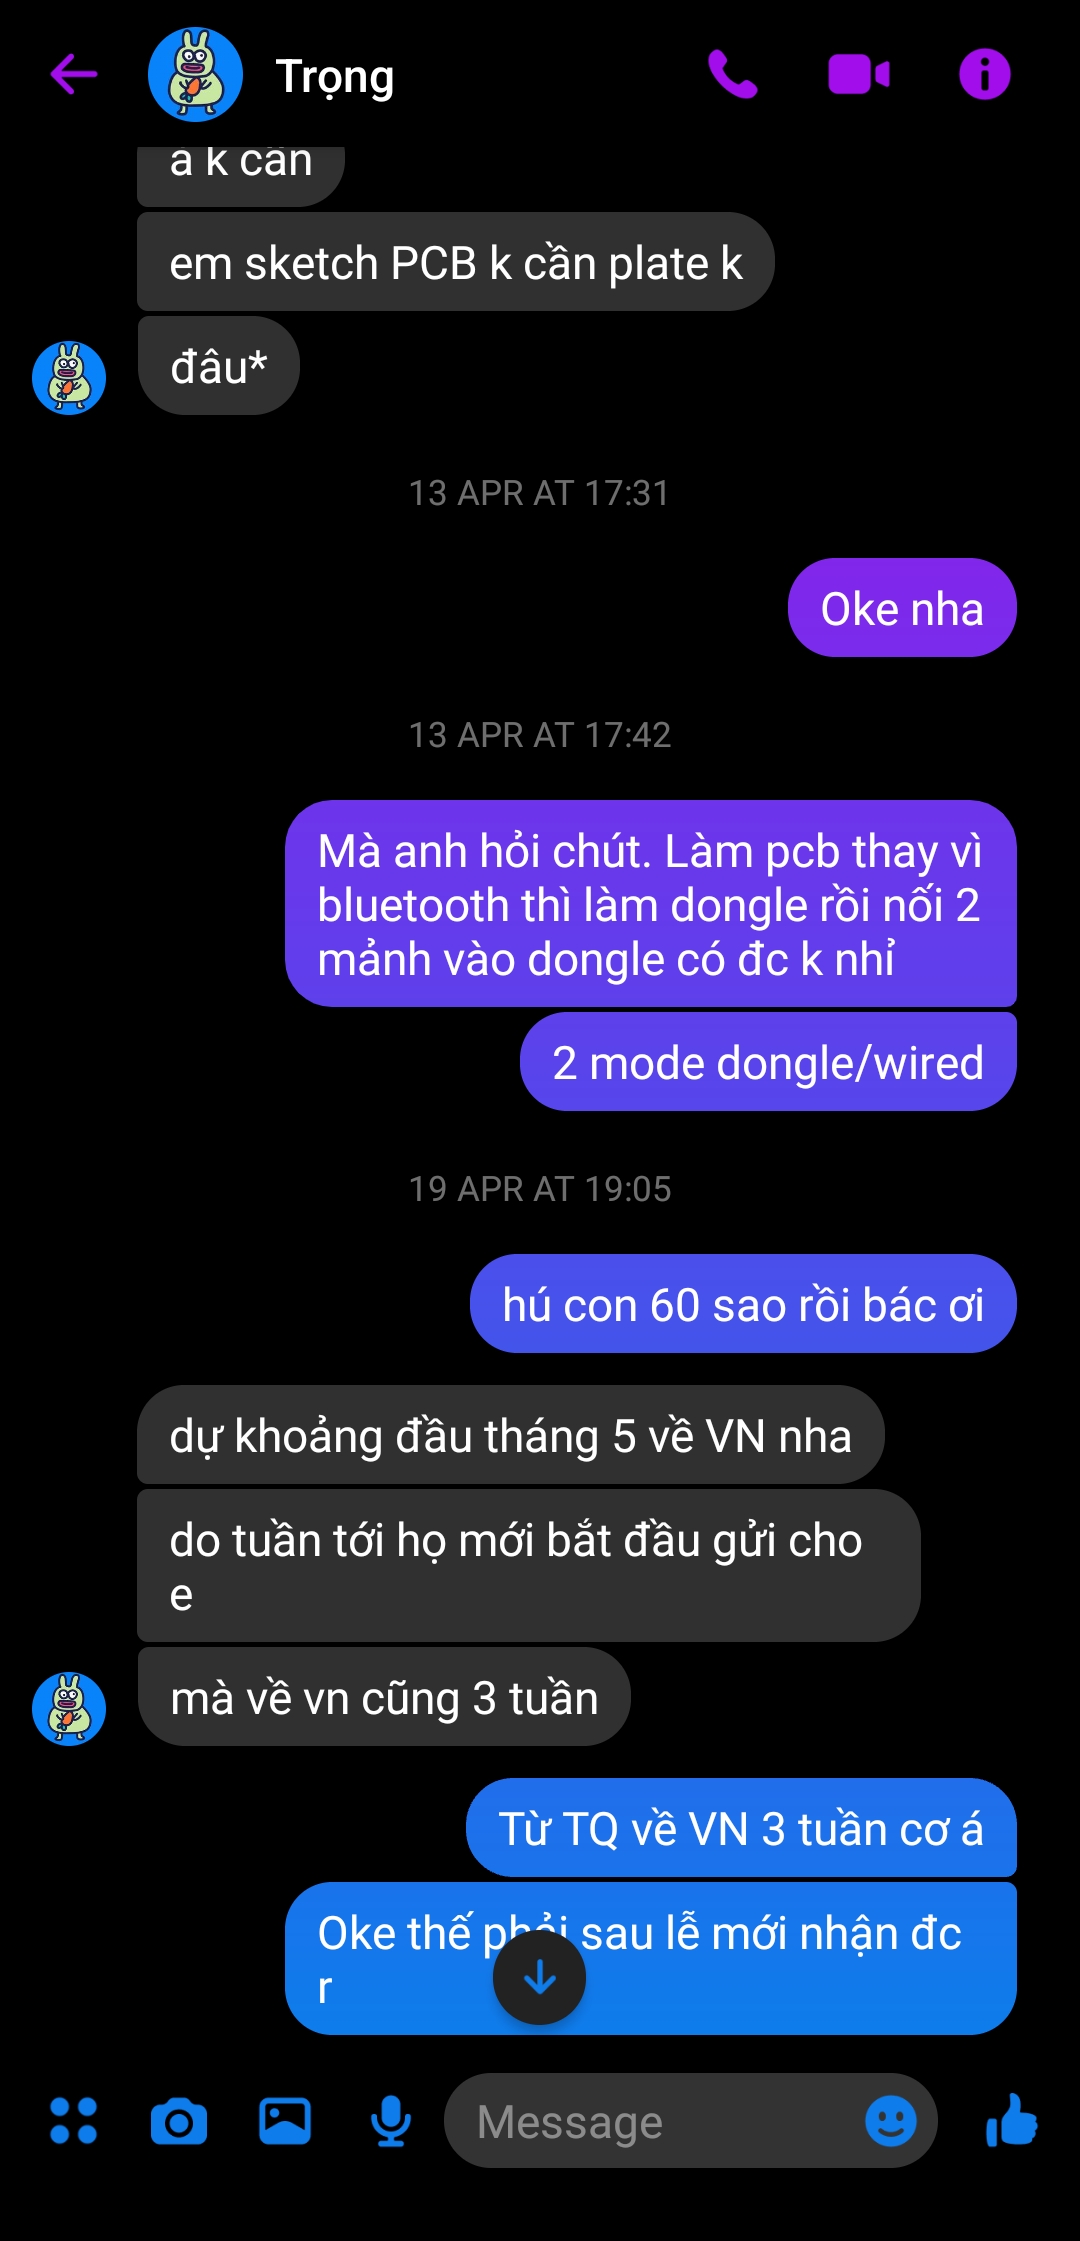 Trọng
a k cần
em sketch PCB k cần plate k
đâu*
13 APR AT 17:31
Oke nha
13 APR AT 17:42
Mà anh hỏi chút. Làm pcb thay vì
bluetooth thì làm dongle rồi nối 2
mảnh vào dongle có đc k nhỉ
2 mode dongle/wired
19 APR AT 19:05
hú con 60 sao rồi bác ơi
dự khoảng đầu tháng 5 về VN nha
do tuần tới họ mới bắt đầu gửi cho
e
mà về vn cũng 3 tuần
Từ TQ về VN 3 tuần cơ á
Oke thế phải sau lễ mới nhận đc
r
Message